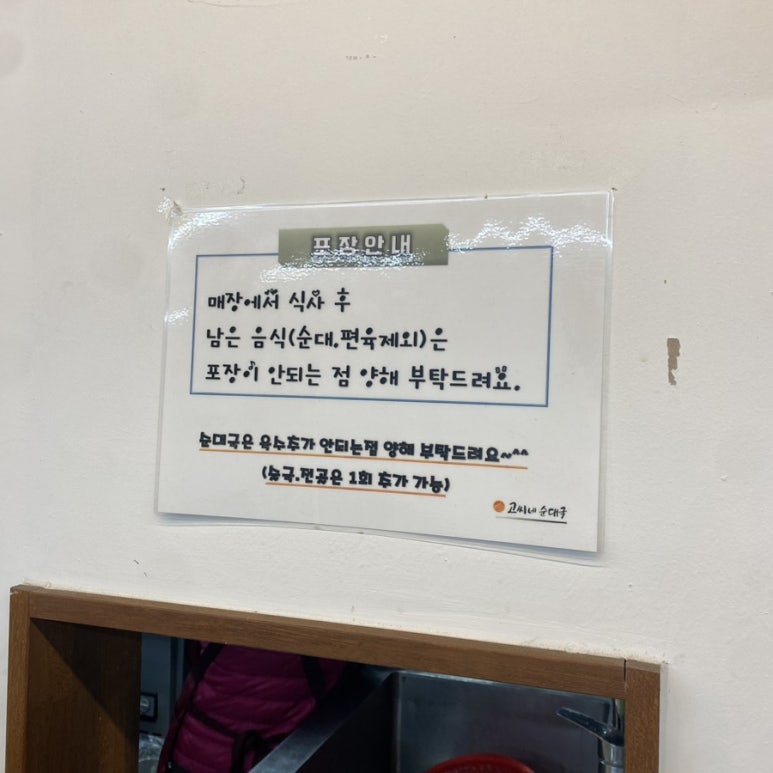 포장안내
매장에서 식사 후
남은 음식(순대,편육제외)은
포장이 안되는 점 양해 부탁드려요.
순대국은 육수추가 안되는점 양해 부탁드려요~^^
(술국,전골은 1회 추가 가능)
고씨네 순대국